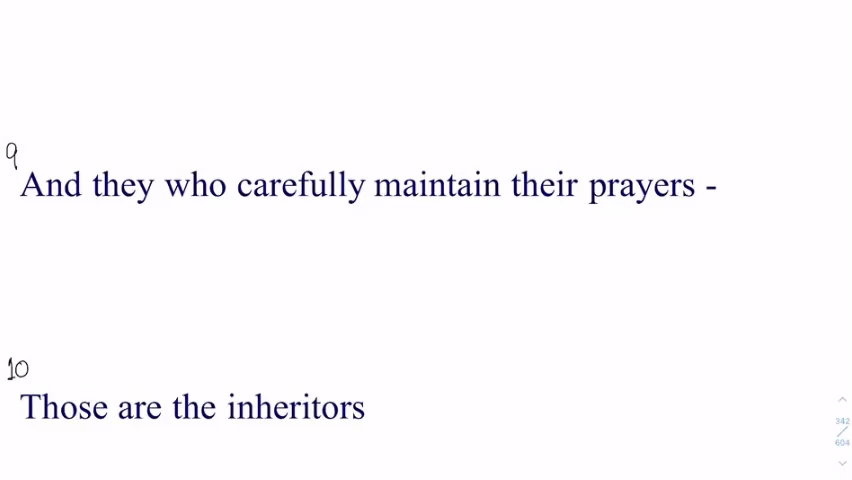 9
And they who carefully maintain their prayers -
10
Those are the inheritors
342
604